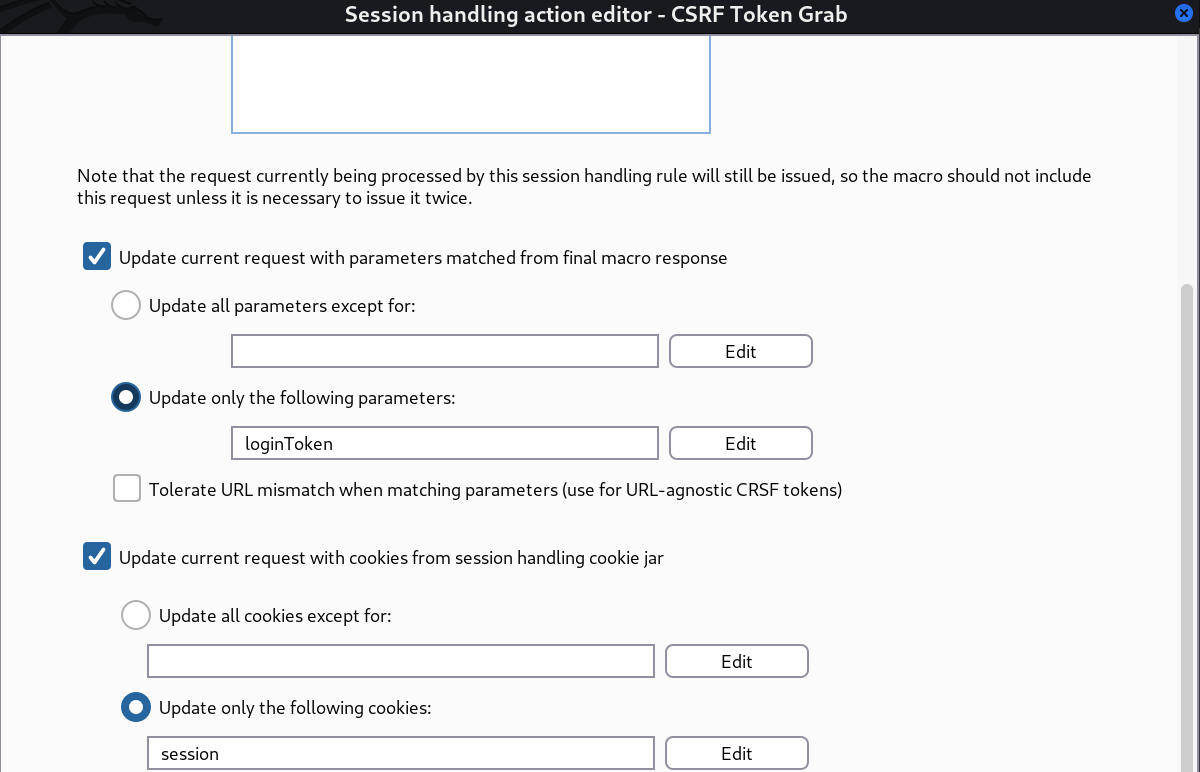 Session handling action editor - CSRF Token Grab
Note that the request currently being processed by this session handling rule will still be issued, so the macro should not include
this request unless it is necessary to issue it twice.
Update current request with parameters matched from final macro response
Update all parameters except for:
Edit
Update only the following parameters:
loginToken Edit
Tolerate URL mismatch when matching parameters (use for URL-agnostic CRSF tokens)
Update current request with cookies from session handling cookie jar
Update all cookies except for:
Edit
Update only the following cookies:
session Edit